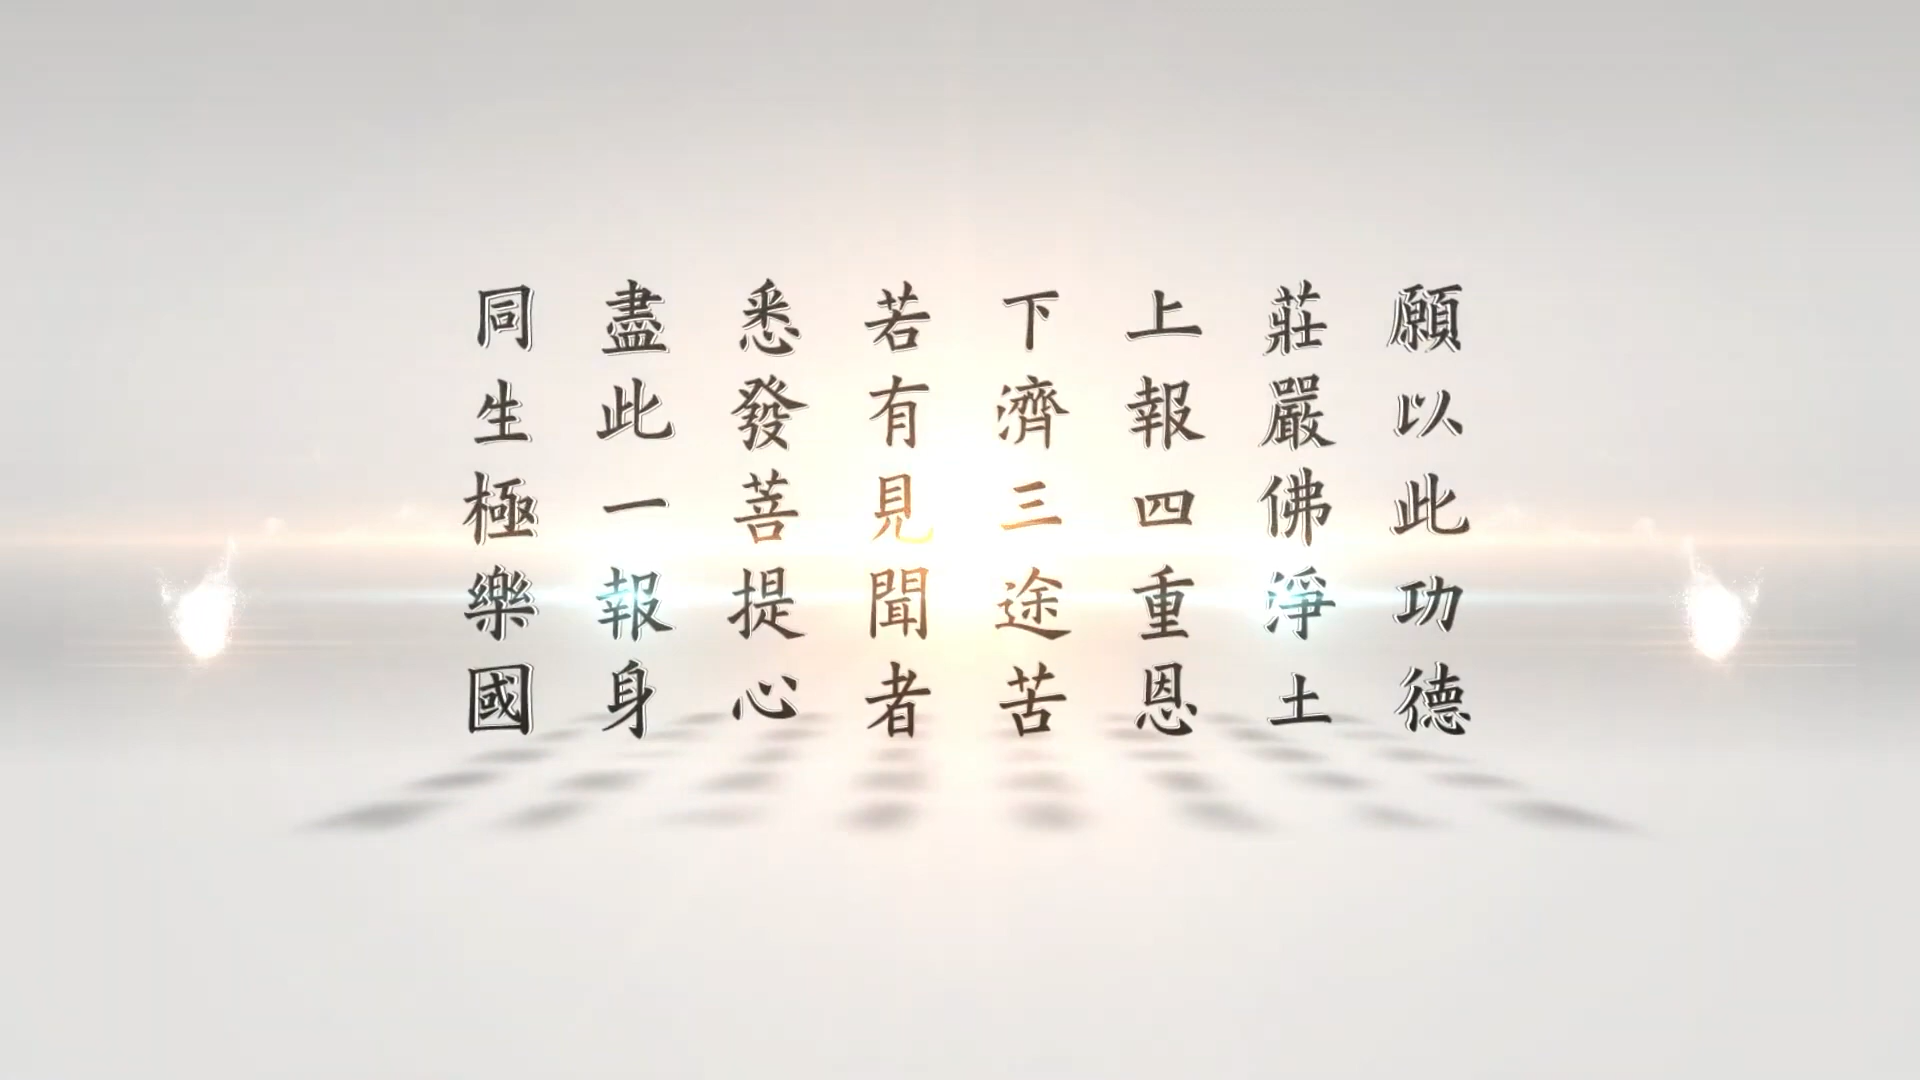 願以此功德
莊嚴佛淨土
上報四重恩
下濟三途苦
若有見聞者
悉發菩提心
盡此一報身
同生極樂國